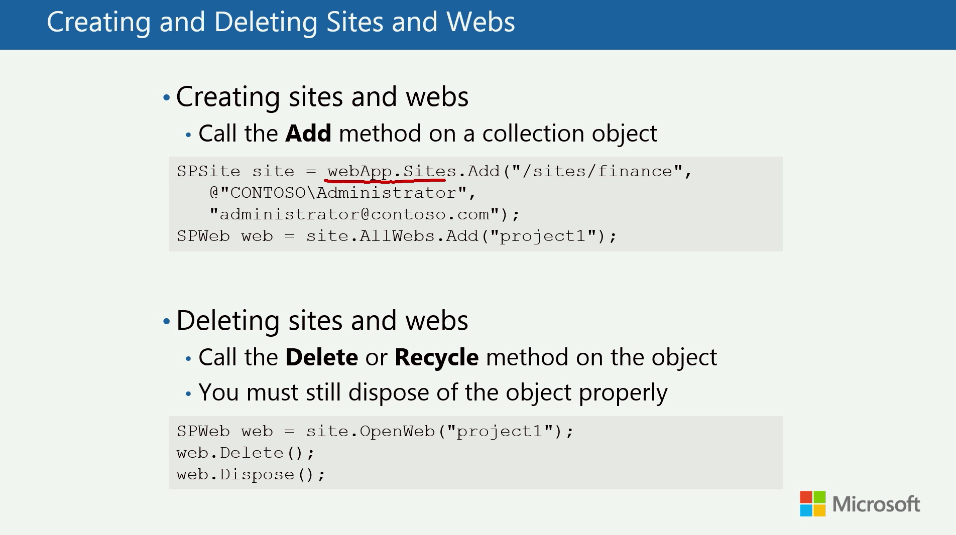 Creating and Deleting Sites and Webs
• Creating sites and webs
• Call the Add method on a collection object
SPSite site = webApp.Sites.Add("/sites/finance",
@"CONTOSO\Administrator",
"administrator@contoso.com");
SPWeb web = site.AllWebs.Add("project1");
• Deleting sites and webs
• Call the Delete or Recycle method on the object
• You must still dispose of the object properly
SPWeb web = site.OpenWeb("project1");
web.Delete();
web.Dispose();
Microsoft